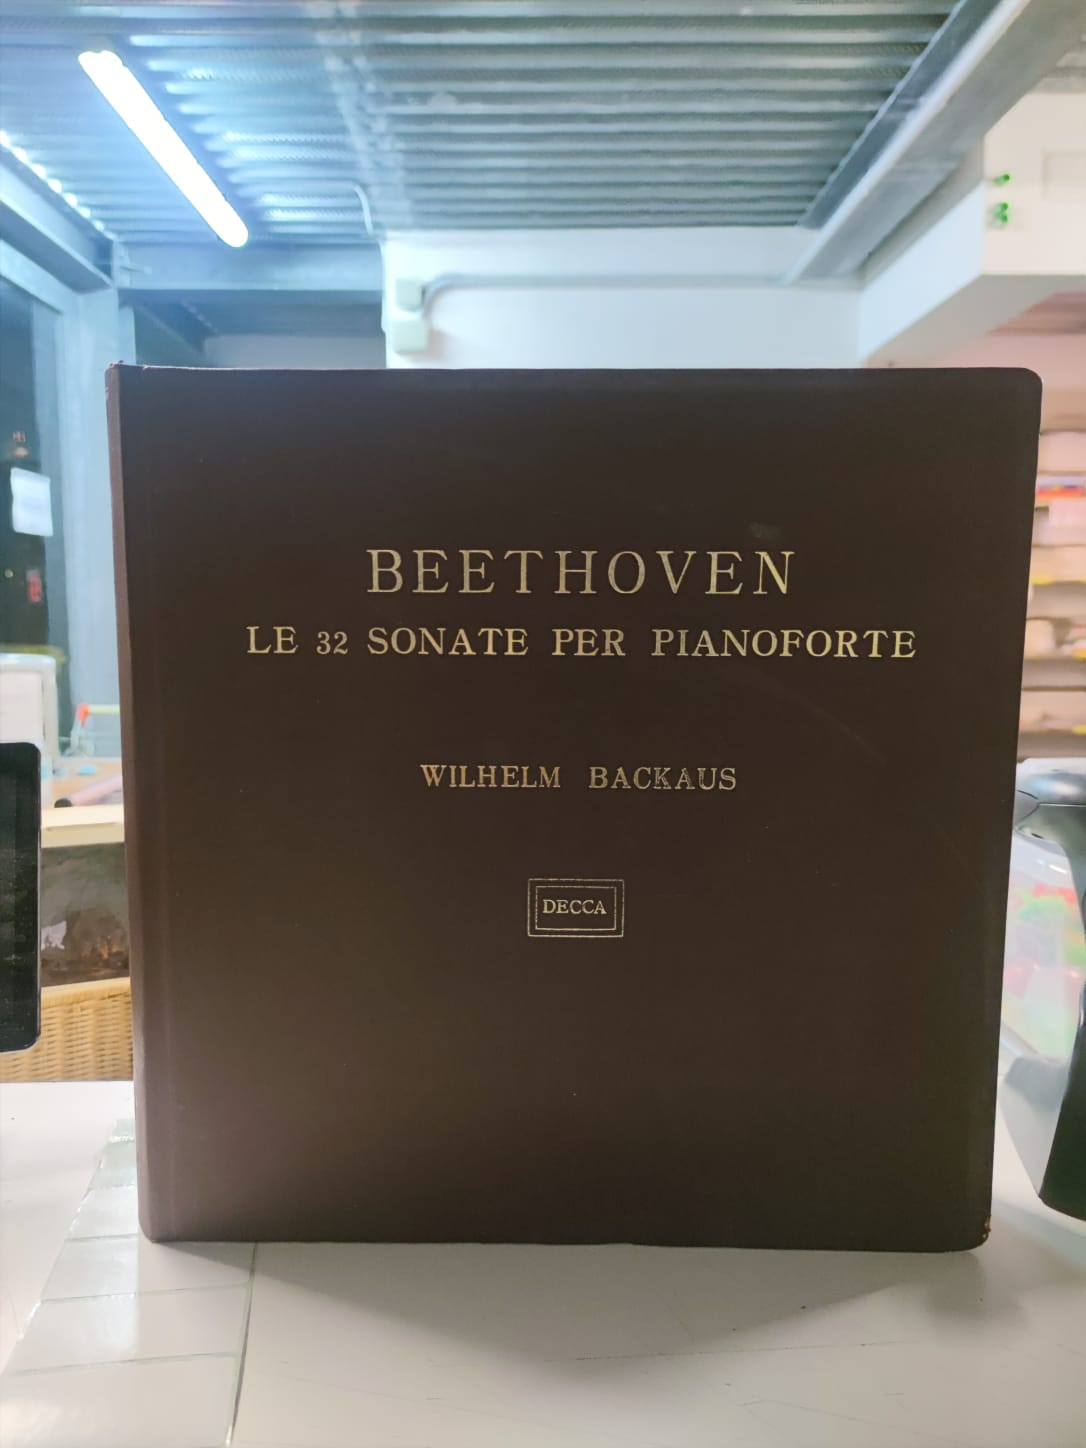 BEETHOVEN
LE 32 SONATE PER PIANOFORTE
WILHELM BACKAUS
DECCA